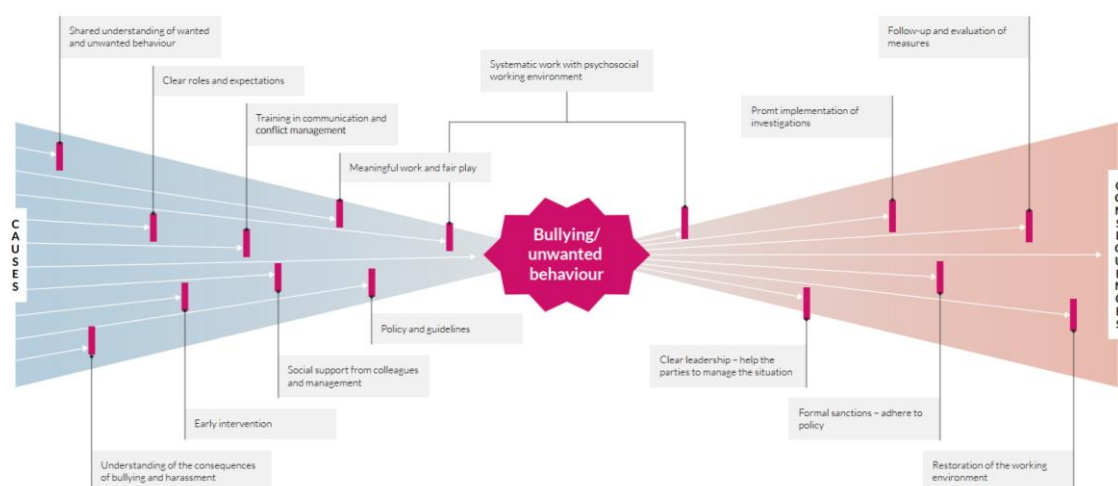 Shared understanding of wanted
and unwanted behaviour
Clear roles and expectations
Training in communication and
conflict management
Meaningful work and fair play
Systematic work with psychosocial
working environment
Promt implementation of
investigations
Follow-up and evaluation of
measures
CAUSES
Bullying/
unwanted
behaviour
Policy and guidelines
Social support from colleagues
and management
Early intervention
Understanding of the consequences
of bullying and harassment
Clear leadership – help the
parties to manage the situation
Formal sanctions – adhere to
policy
Restoration of the working
environment